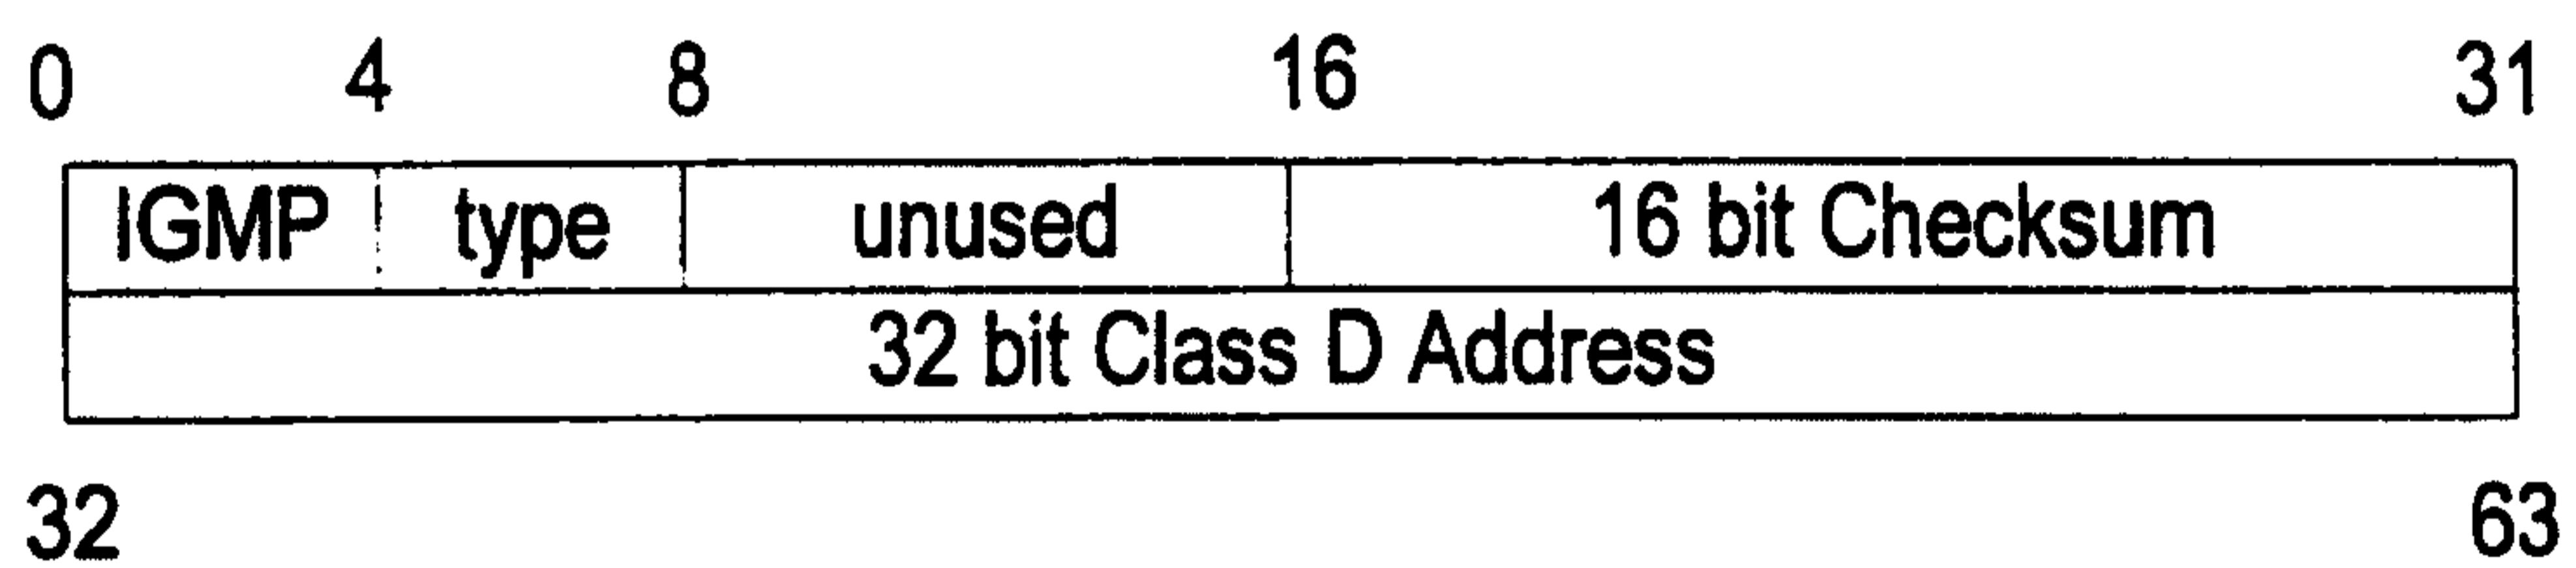 0 4 8 16 31
IGMP type unused 16 bit Checksum
32 bit Class D Address
32 63